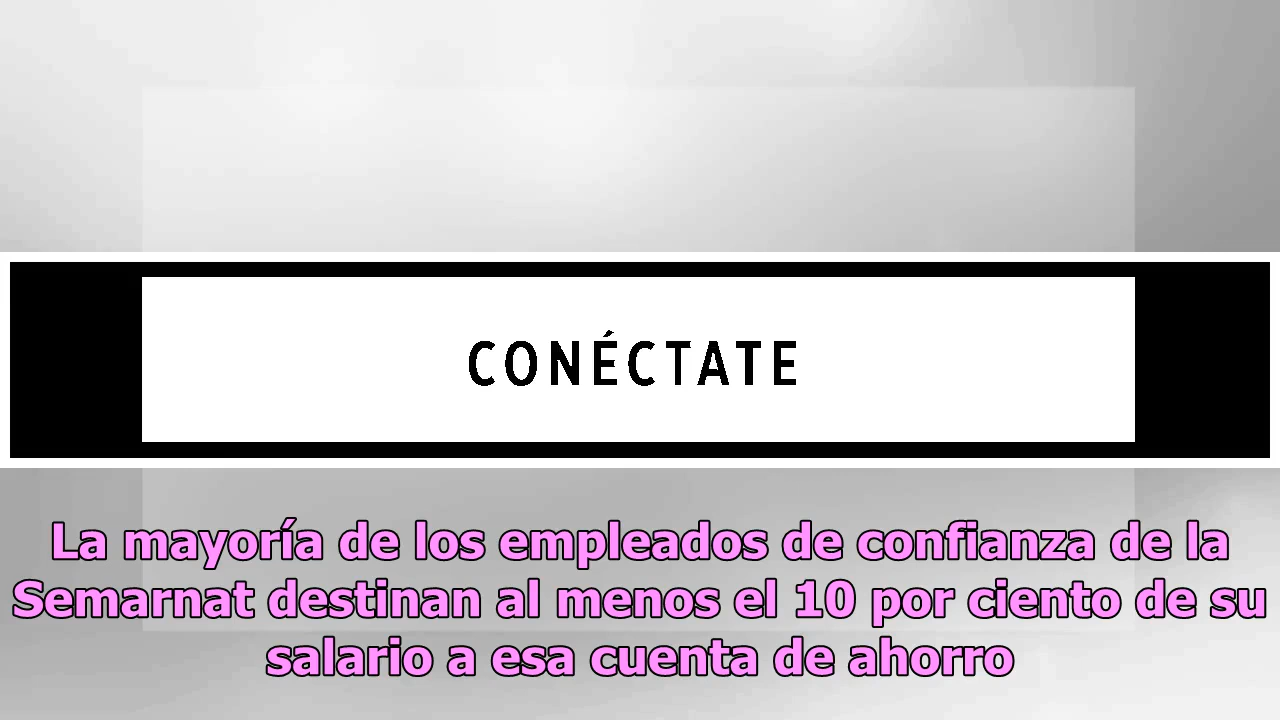 CONÉCTATE
La mayoría de los empleados de confianza de la
Semarnat destinan al menos el 10 por ciento de su
salario a esa cuenta de ahorro